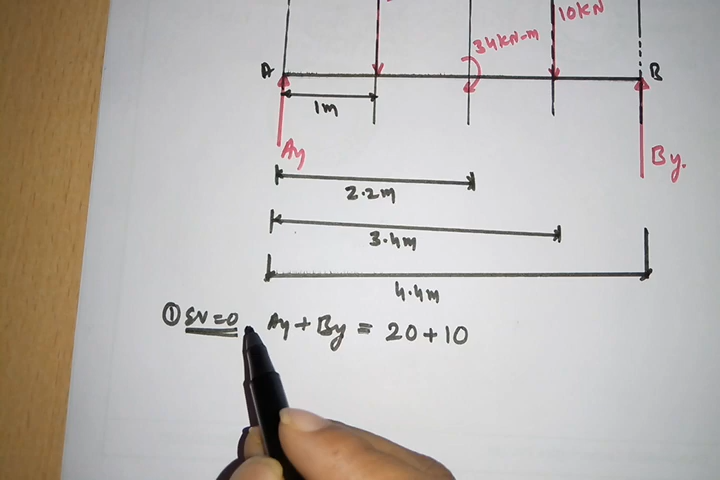 10KN
34KN-m
A
B
1m
Ay
By.
2.2m
3.4m
4.4m
① ΣV=0 Ay + By = 20+10